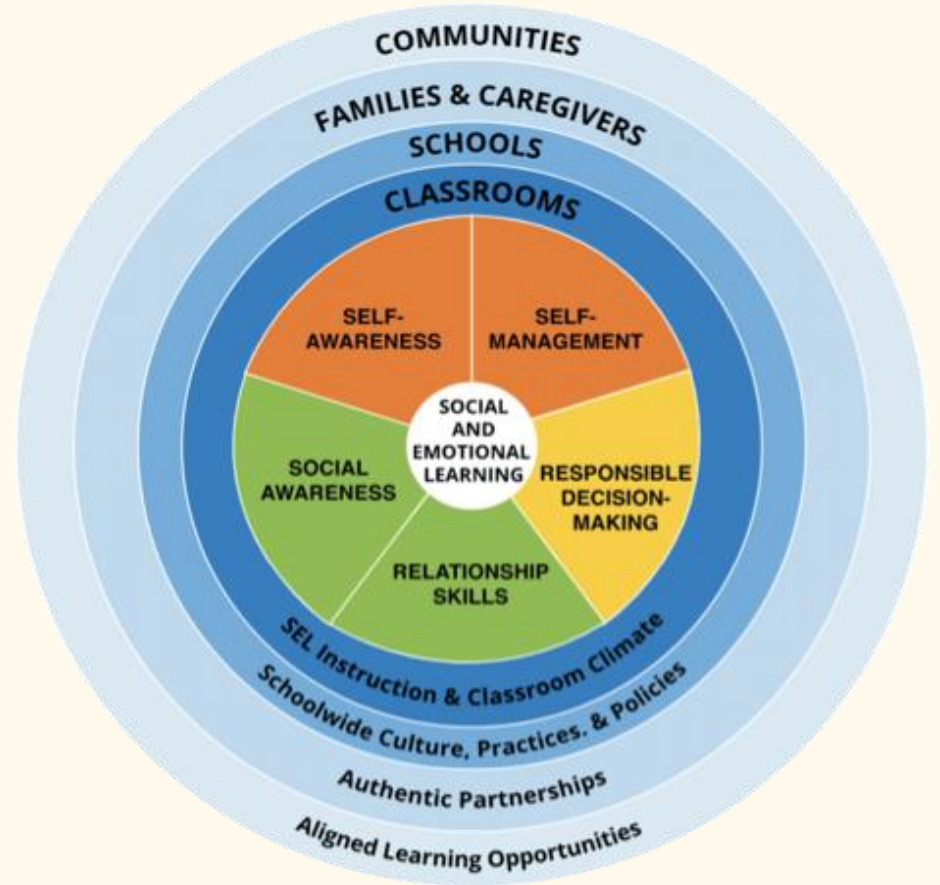 COMMUNITIES
FAMILIES & CAREGIVERS
SCHOOLS
CLASSROOMS
SELF-
AWARENESS
SELF-
MANAGEMENT
SOCIAL
AND
EMOTIONAL
LEARNING
SOCIAL
AWARENESS
RESPONSIBLE
DECISION-
MAKING
RELATIONSHIP
SKILLS
SEL Instruction & Classroom Climate
Schoolwide Culture, Practices, & Policies
Authentic Partnerships
Aligned Learning Opportunities